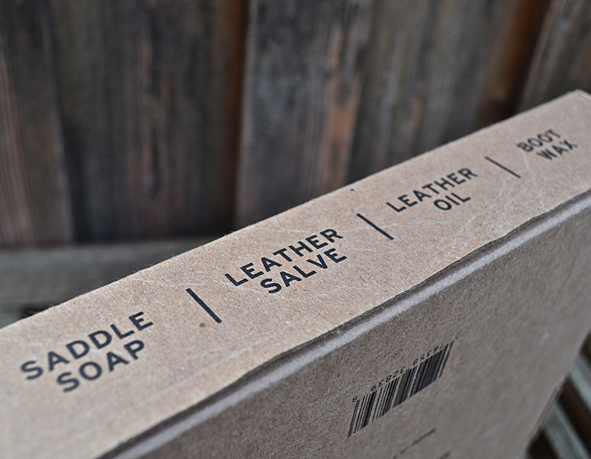 SADDLE
SOAP
|
LEATHER
SALVE
|
LEATHER
OIL
|
BOOT
WAX